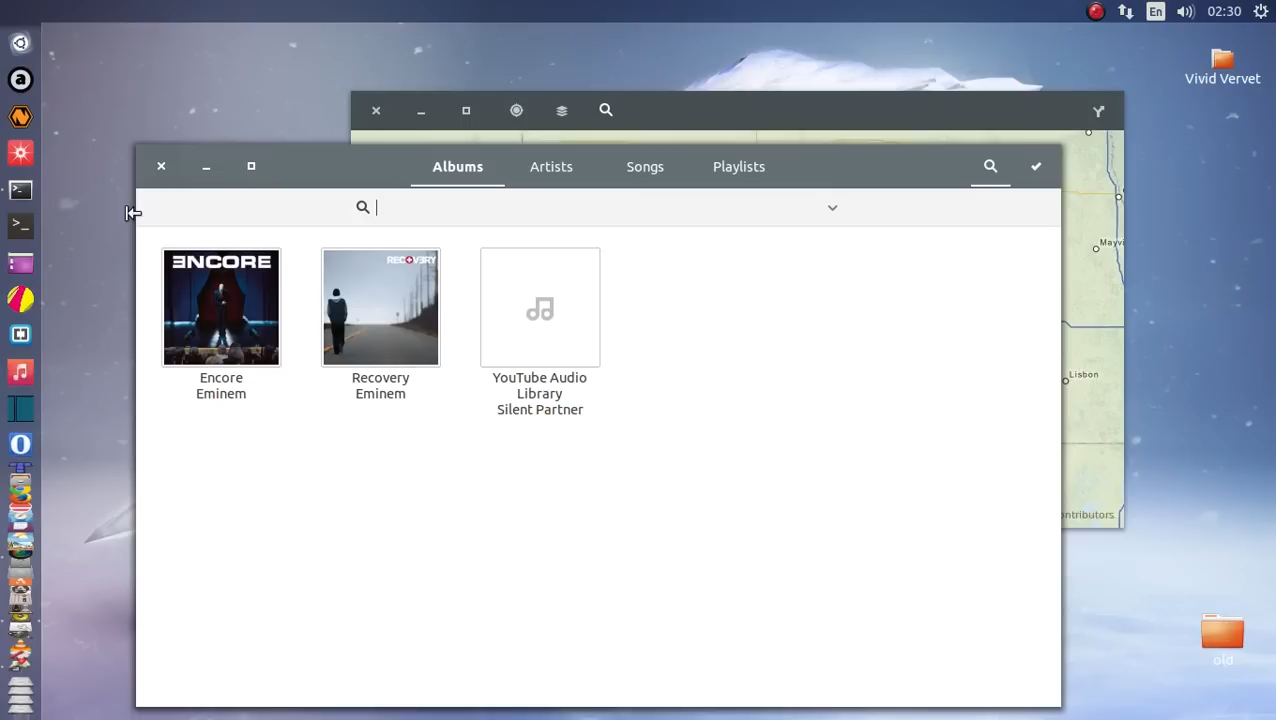 En
02:30
Vivid Vervet
Albums
Artists
Songs
Playlists
Mayvi
Lisbon
ontributors
ENCORE
RECOVERY
Encore
Eminem
Recovery
Eminem
YouTube Audio
Library
Silent Partner
old